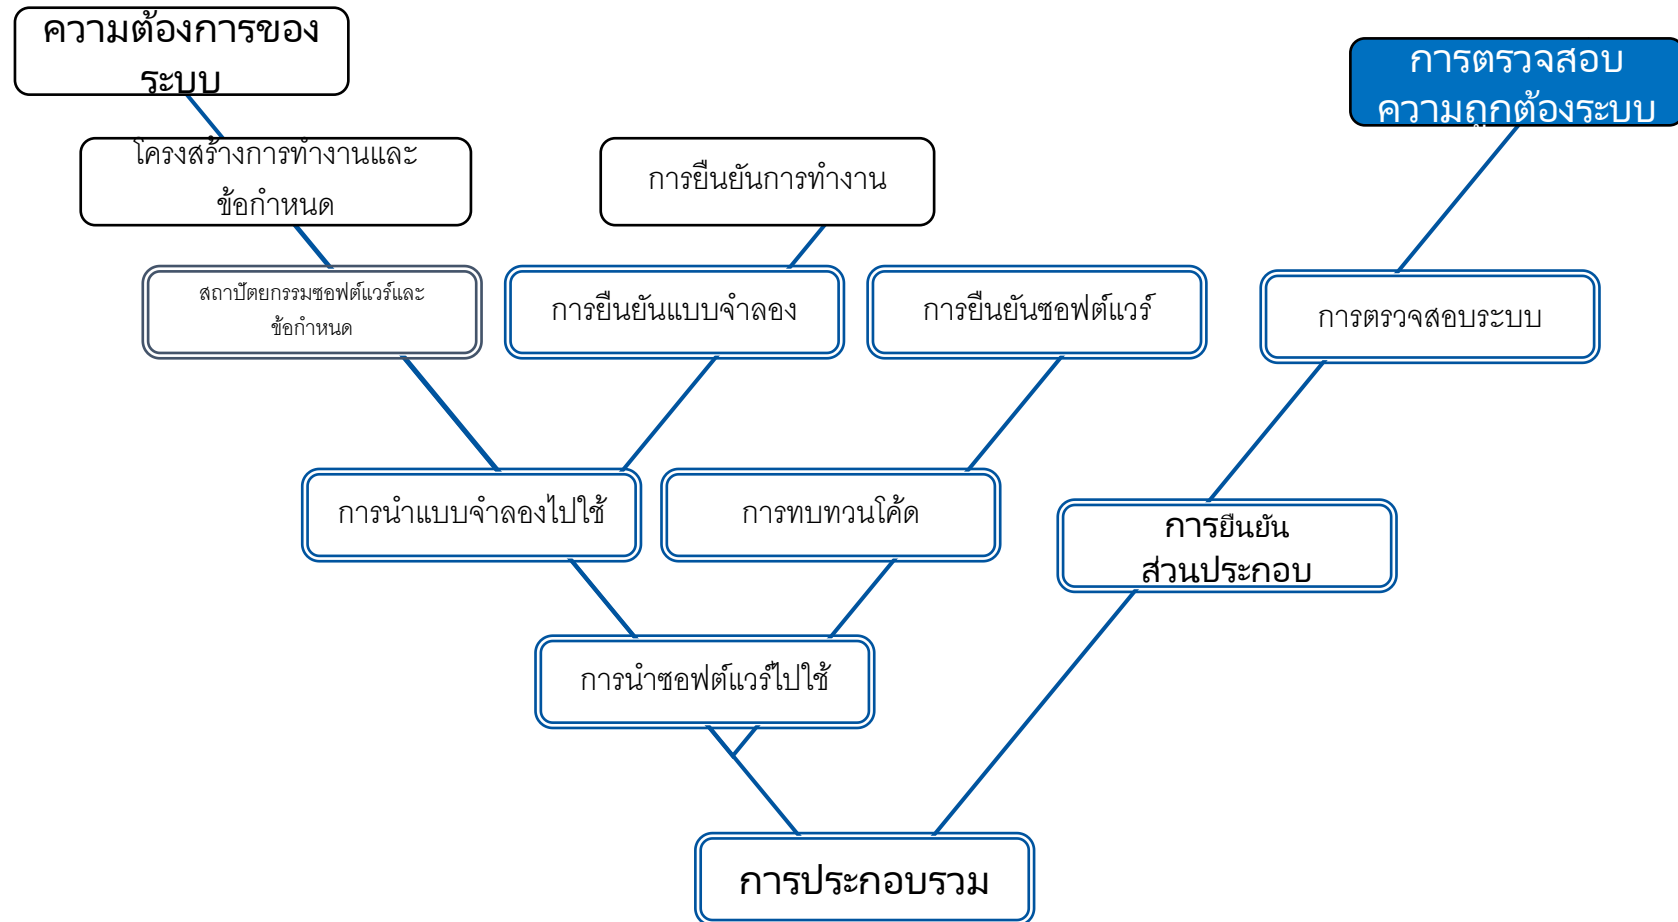 ความต้องการของ
ระบบ
การตรวจสอบ
ความถูกต้องระบบ
โครงสร้างการทำงานและ
ข้อกำหนด
การยืนยันการทำงาน
สถาปัตยกรรมซอฟต์แวร์และ
ข้อกำหนด
การยืนยันแบบจำลอง
การยืนยันซอฟต์แวร์
การตรวจสอบระบบ
การนำแบบจำลองไปใช้
การทบทวนโค้ด
การยืนยัน
ส่วนประกอบ
การนำซอฟต์แวร์ไปใช้
การประกอบรวม